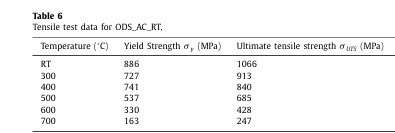 Table 6
Tensile test data for ODS_AC_RT.
Temperature (°C) Yield Strength σy (MPa) Ultimate tensile strength σUTS (MPa)
RT 886 1066
300 727 913
400 741 840
500 537 685
600 330 428
700 163 247